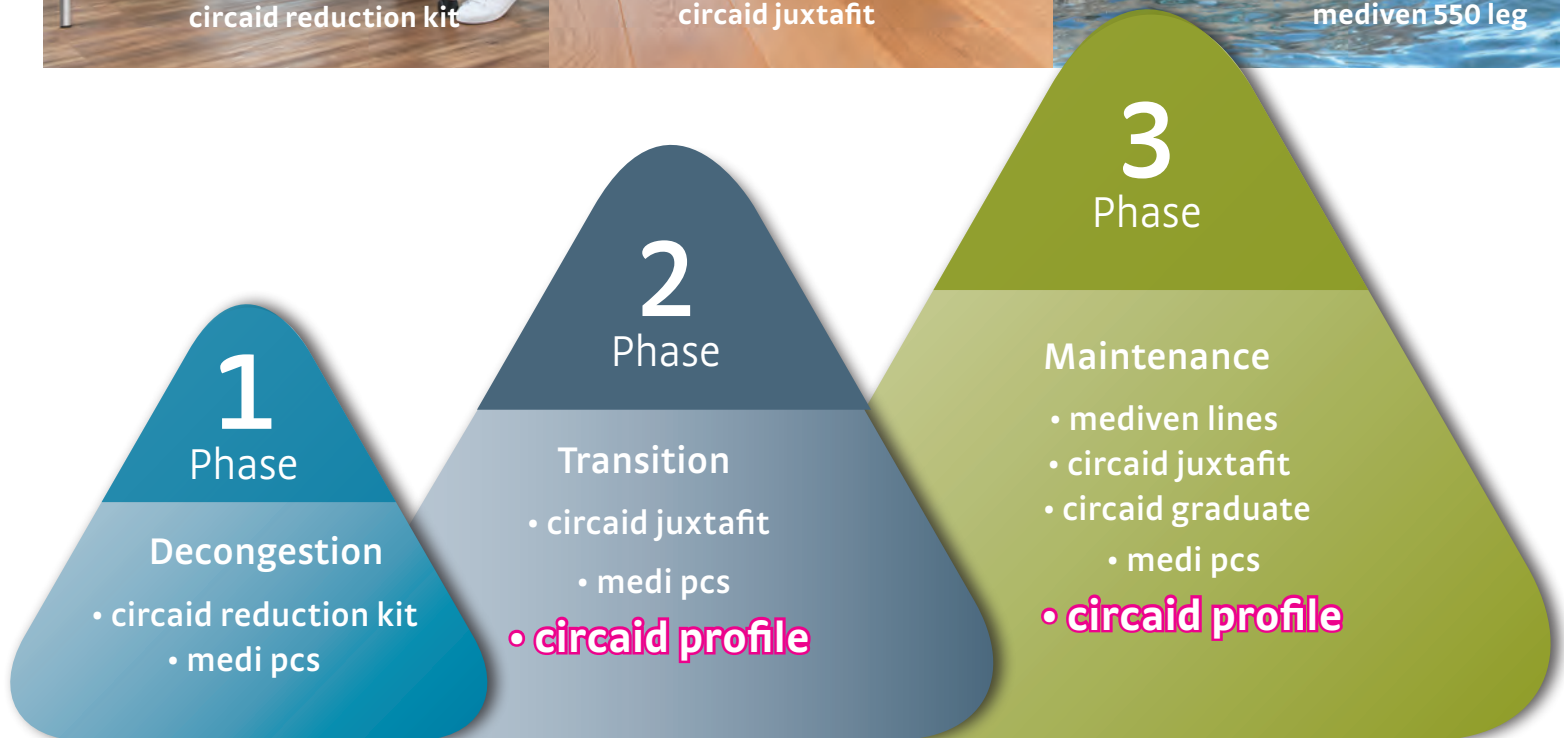 circaid reduction kit
circaid juxtafit
mediven 550 leg
1
Phase
Decongestion
• circaid reduction kit
• medi pcs
2
Phase
Transition
• circaid juxtafit
• medi pcs
• circaid profile
3
Phase
Maintenance
• mediven lines
• circaid juxtafit
• circaid graduate
• medi pcs
• circaid profile